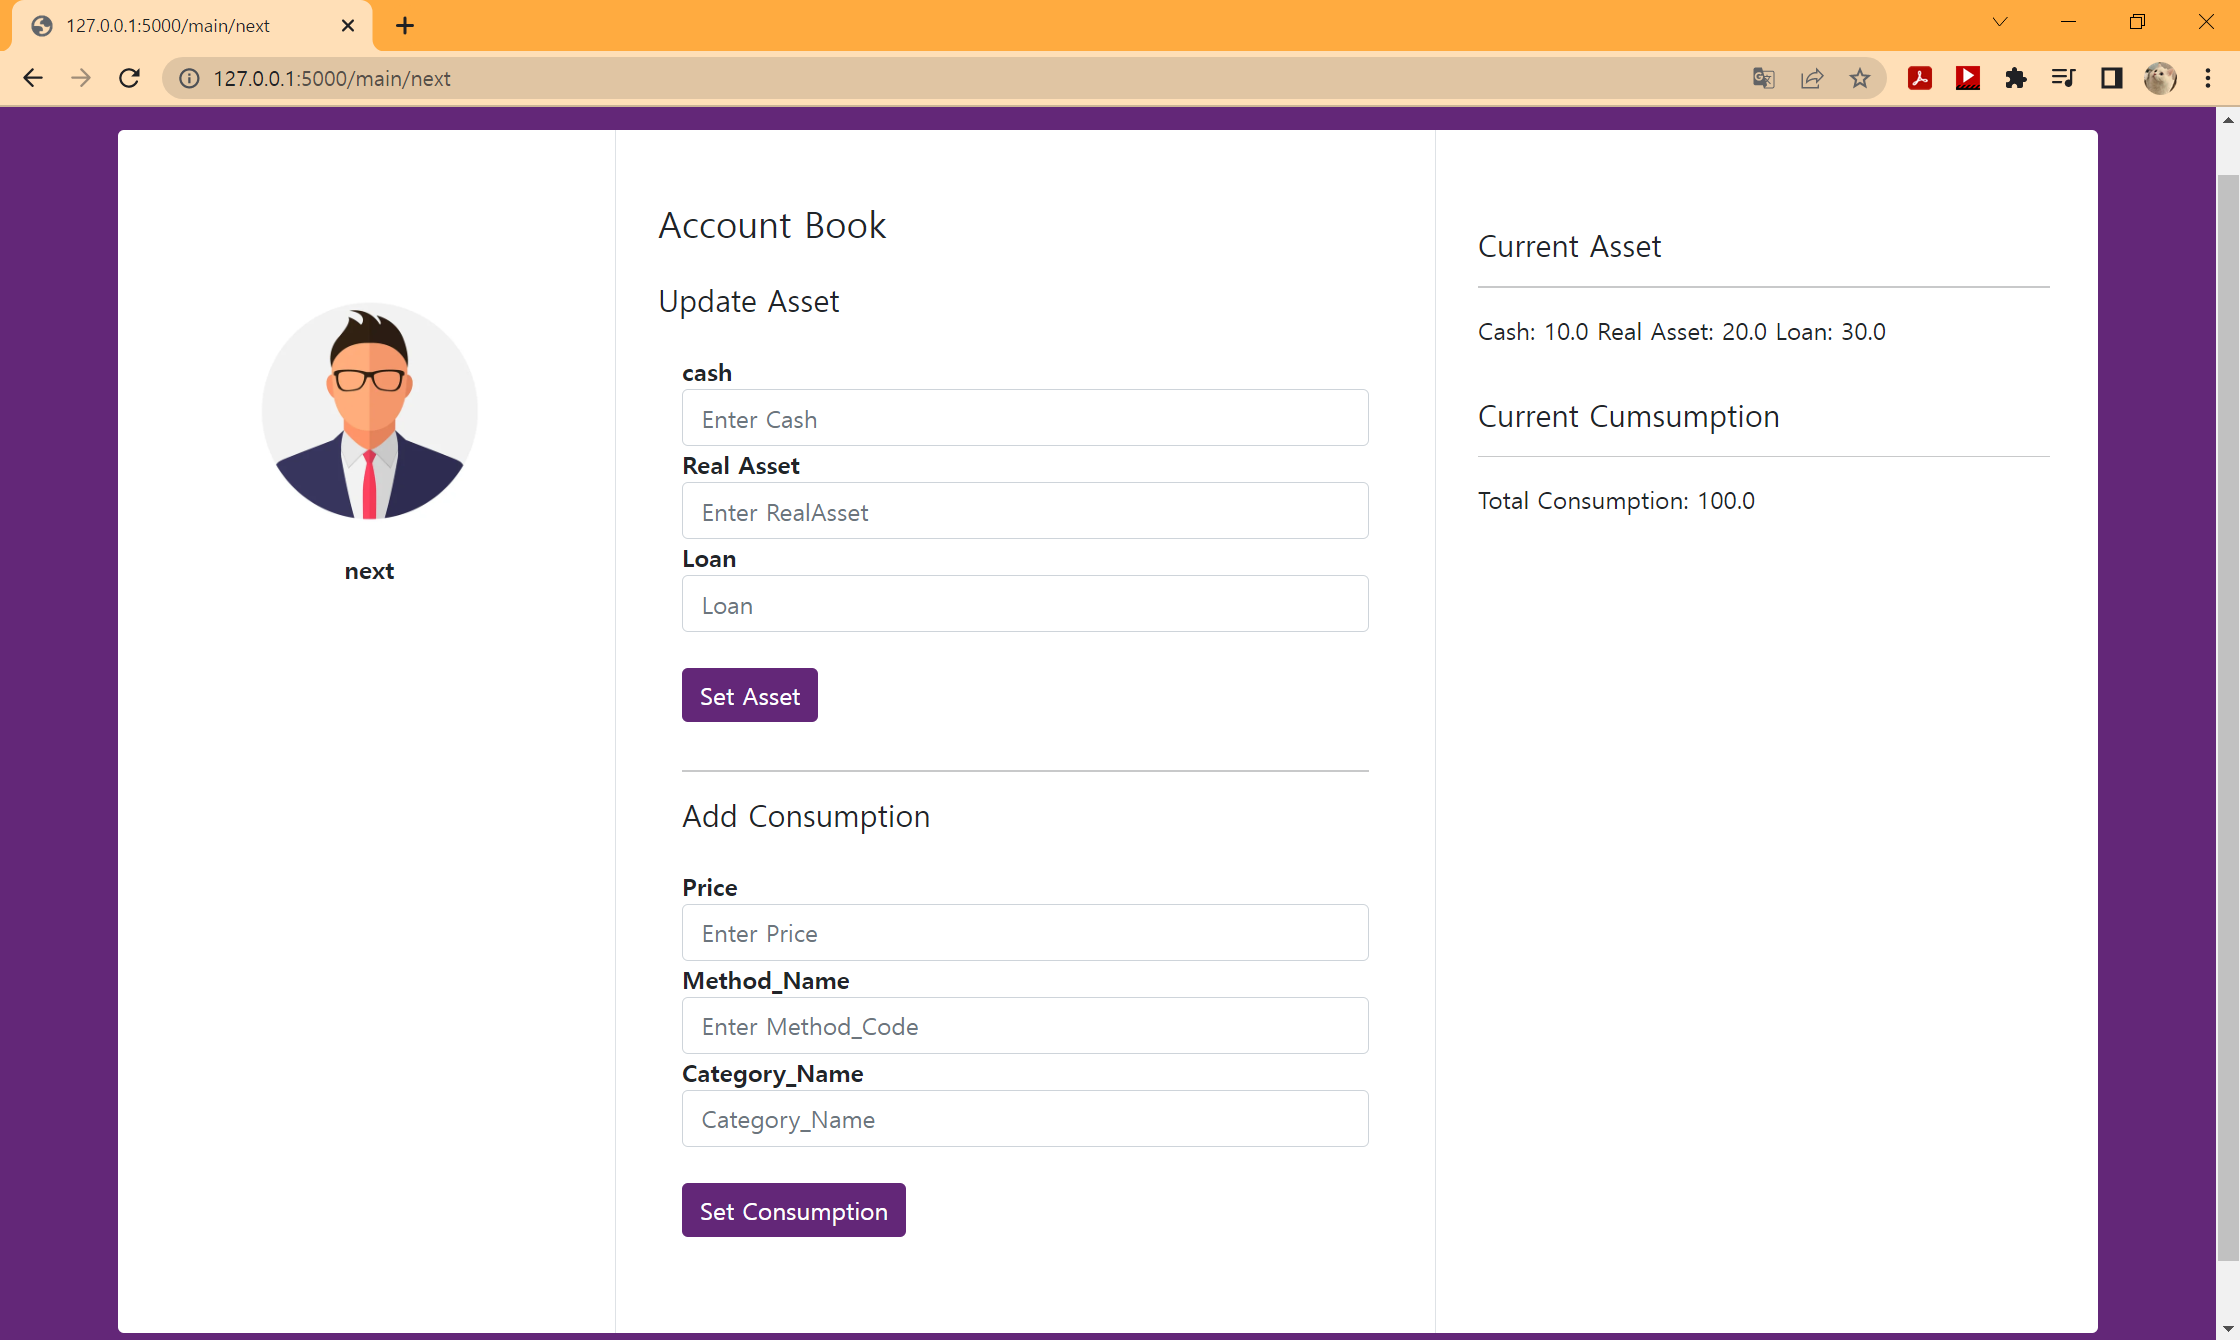 127.0.0.1:5000/main/next
127.0.0.1:5000/main/next
next
Account Book
Update Asset
cash
Enter Cash
Real Asset
Enter RealAsset
Loan
Loan
Set Asset
Add Consumption
Price
Enter Price
Method_Name
Enter Method_Code
Category_Name
Category_Name
Set Consumption
Current Asset
Cash: 10.0 Real Asset: 20.0 Loan: 30.0
Current Cumsumption
Total Consumption: 100.0